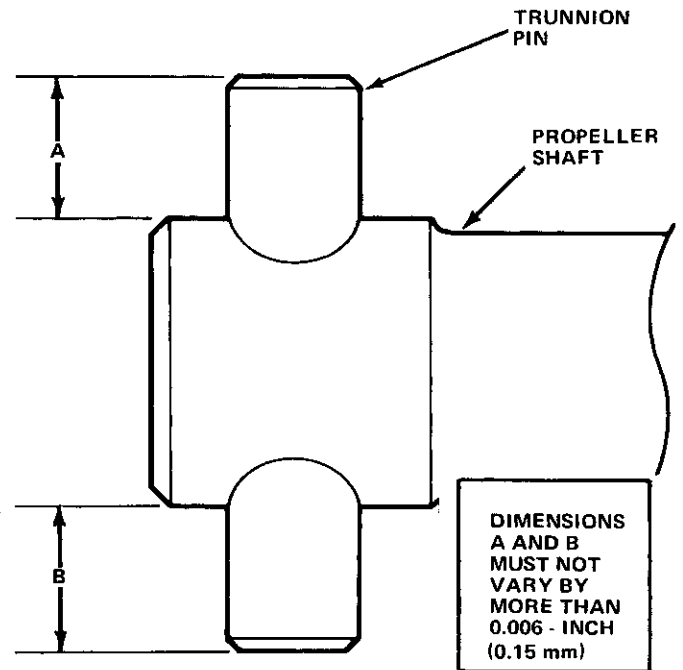 TRUNNION
PIN
A
PROPELLER
SHAFT
B
DIMENSIONS
A AND B
MUST NOT
VARY BY
MORE THAN
0.006 - INCH
(0.15 mm)